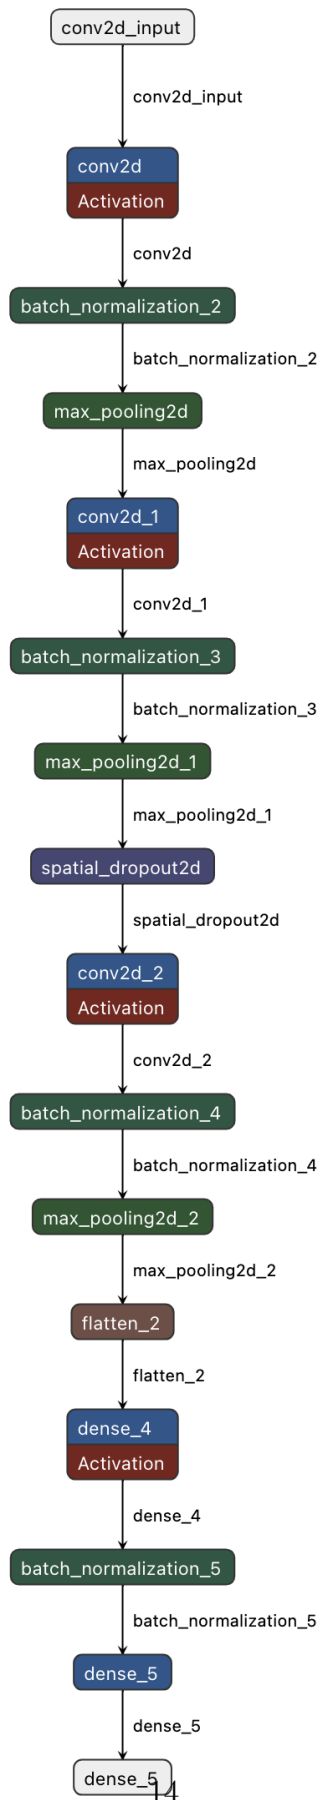 conv2d_input
conv2d_input
conv2d
Activation
conv2d
batch_normalization_2
batch_normalization_2
max_pooling2d
max_pooling2d
conv2d_1
Activation
conv2d_1
batch_normalization_3
batch_normalization_3
max_pooling2d_1
max_pooling2d_1
spatial_dropout2d
spatial_dropout2d
conv2d_2
Activation
conv2d_2
batch_normalization_4
batch_normalization_4
max_pooling2d_2
max_pooling2d_2
flatten_2
flatten_2
dense_4
Activation
dense_4
batch_normalization_5
batch_normalization_5
dense_5
dense_5
dense_5
14